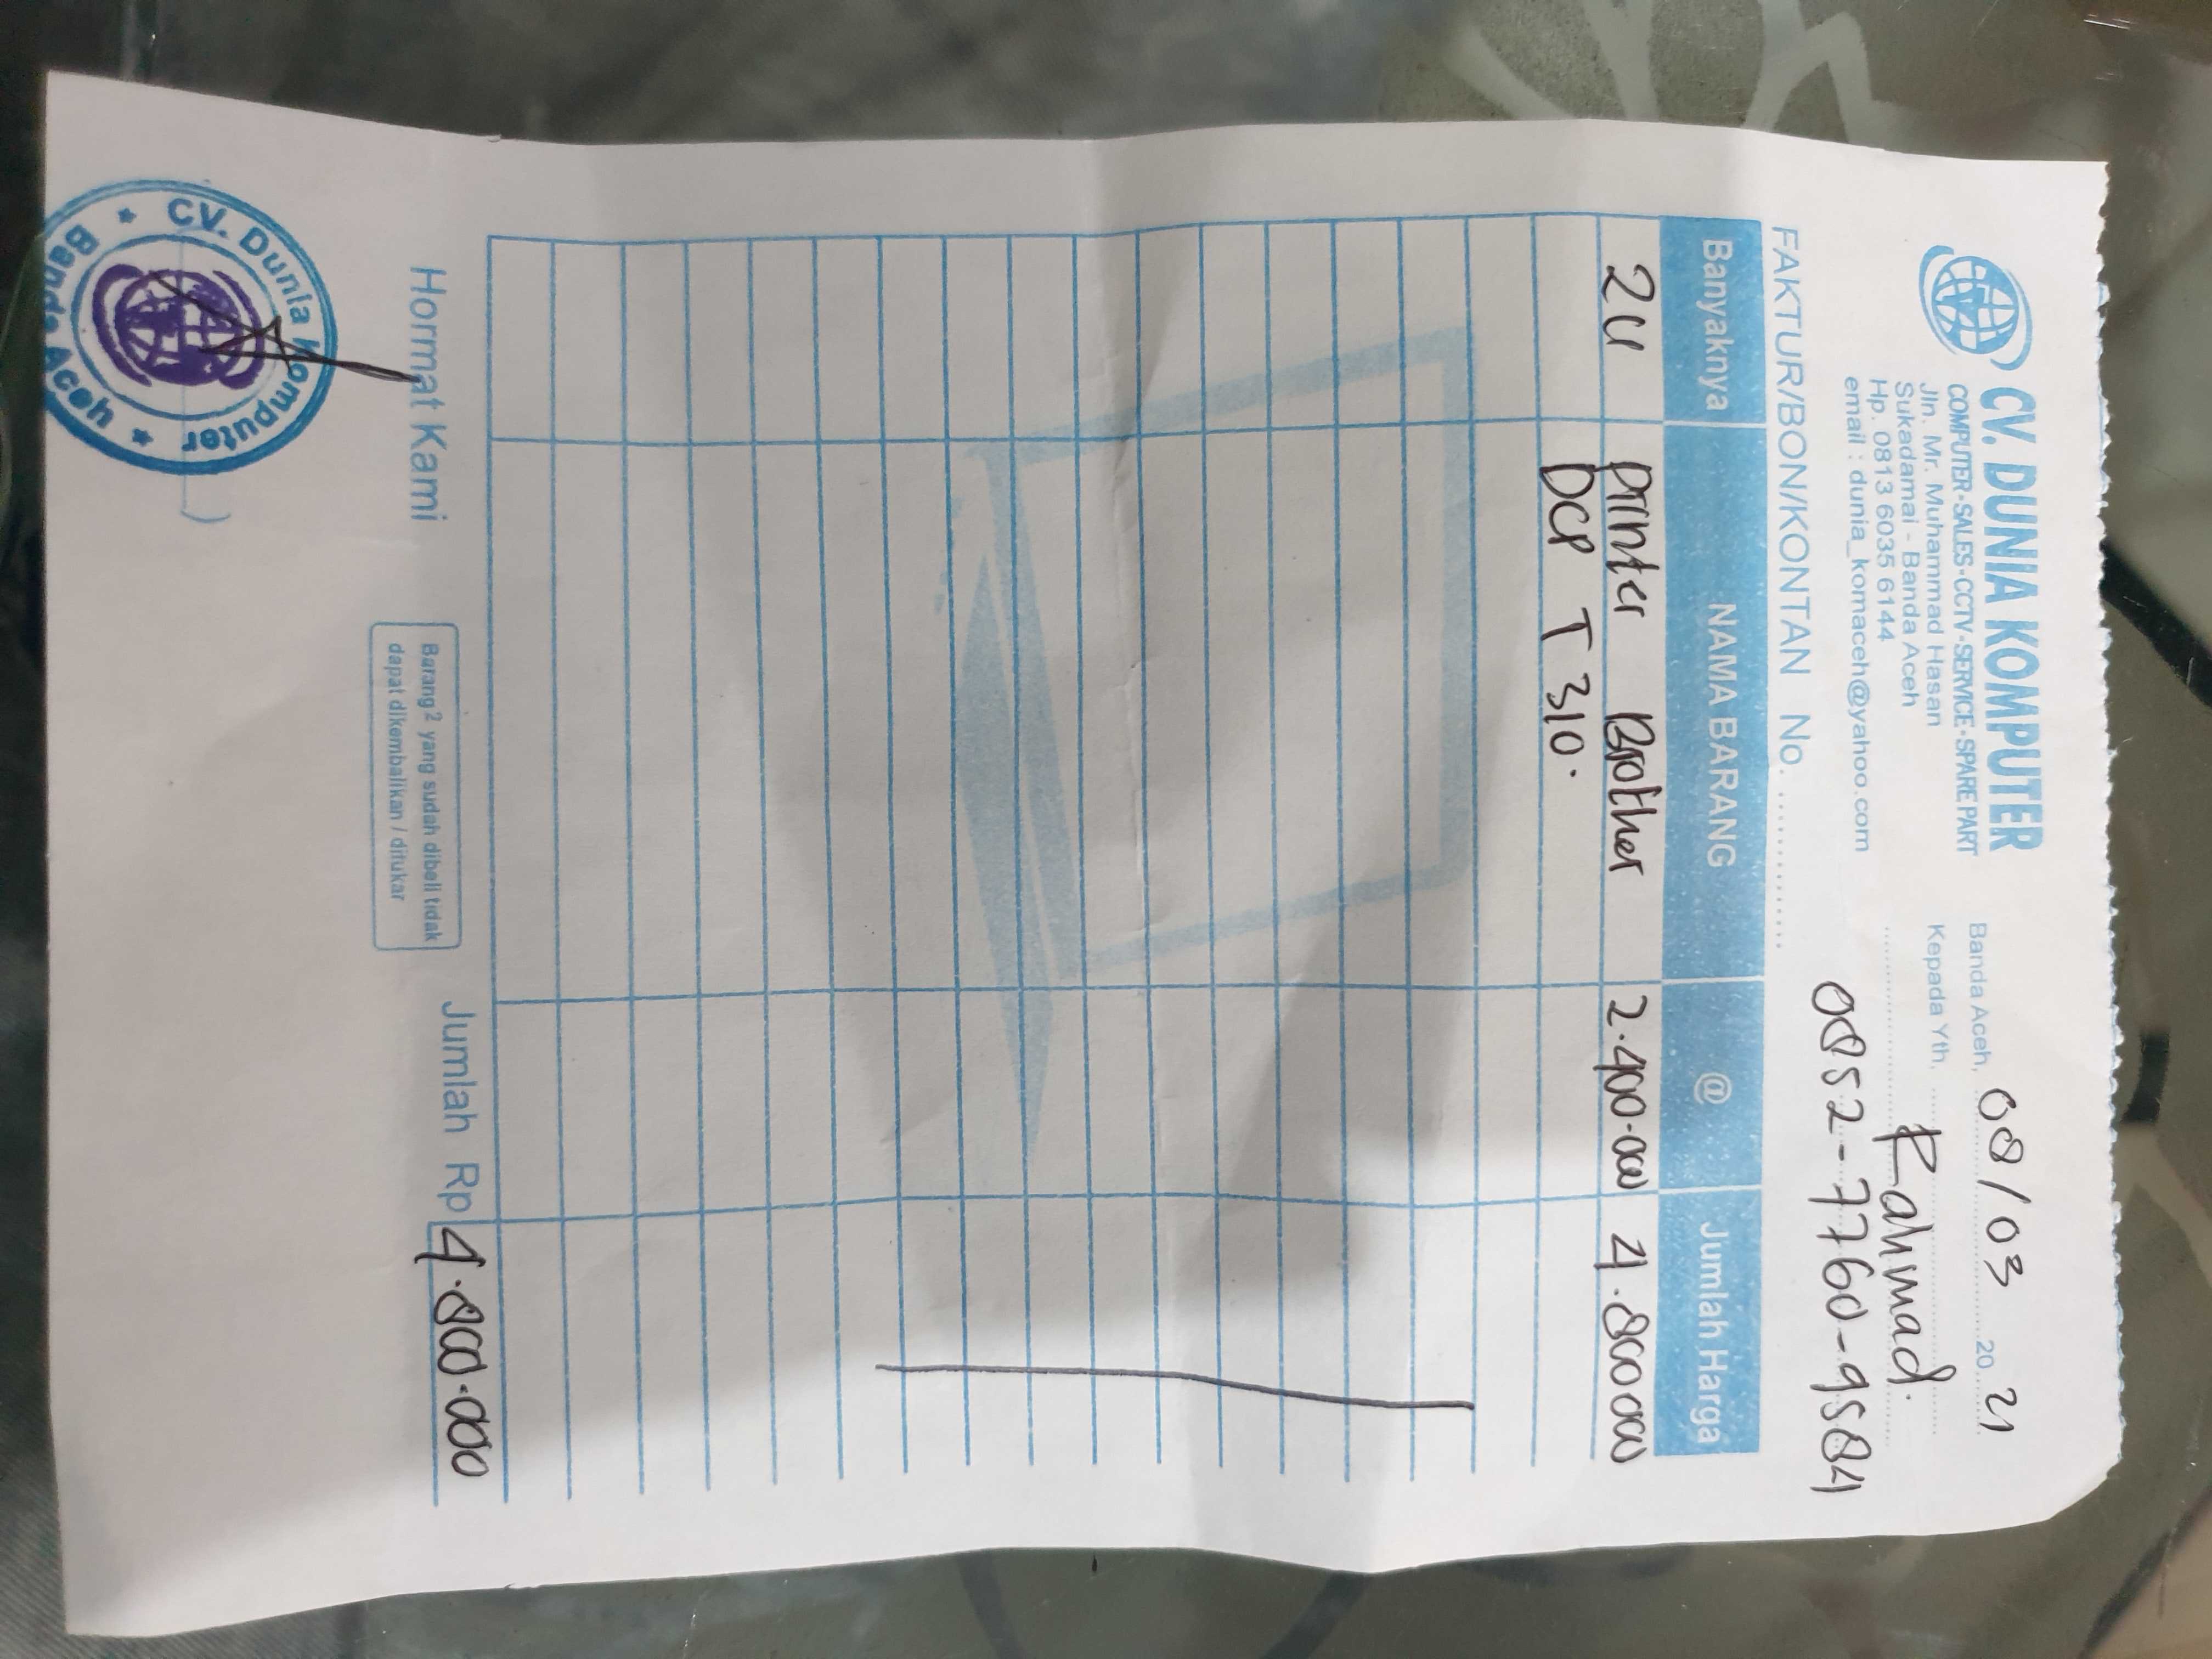 CV. DUNIA KOMPUTER
COMPUTER-SALES-CCTV-SERVICE-SPARE PART
Jln. Mr. Muhammad Hasan
Sukadamai - Banda Aceh
Hp. 0813 6035 6144
email : dunia_komaceh@yahoo.com
Banda Aceh, 08/03 20 21
Kepada Yth, Rahmad.
0852-7760-9584
FAKTUR/BON/KONTAN No.
Banyaknya NAMA BARANG @ Jumlah Harga
2U Printer Brother 2.400.000 4.800000
DCP T 310.
Jumlah Rp 4.800.000
Hormat Kami
Barang² yang sudah dibeli tidak
dapat dikembalikan / ditukar
CV. Dunia Komputer
Banda Aceh